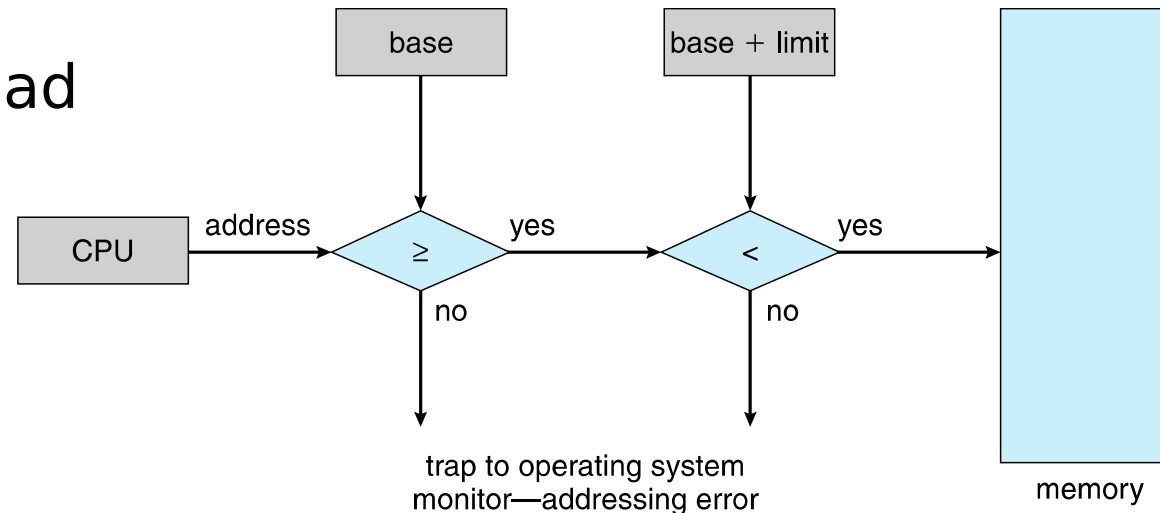 base
base + limit
ad
CPU
address
≥
yes
<
yes
no
no
trap to operating system
monitor—addressing error
memory